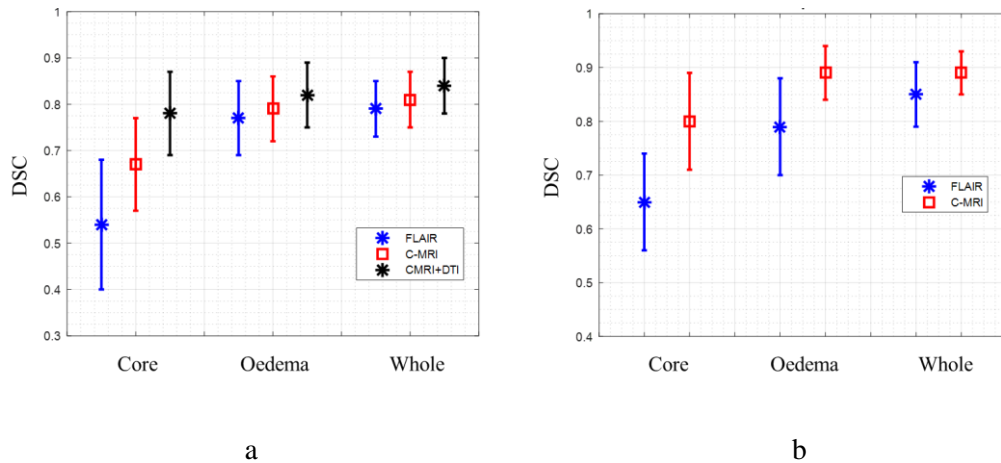 1
0.9
0.8
0.7
0.6
0.5
0.4
0.3
DSC
FLAIR
C-MRI
CMRI+DTI
Core Oedema Whole
a
1
0.9
0.8
0.7
0.6
0.5
0.4
DSC
FLAIR
C-MRI
Core Oedema Whole
b